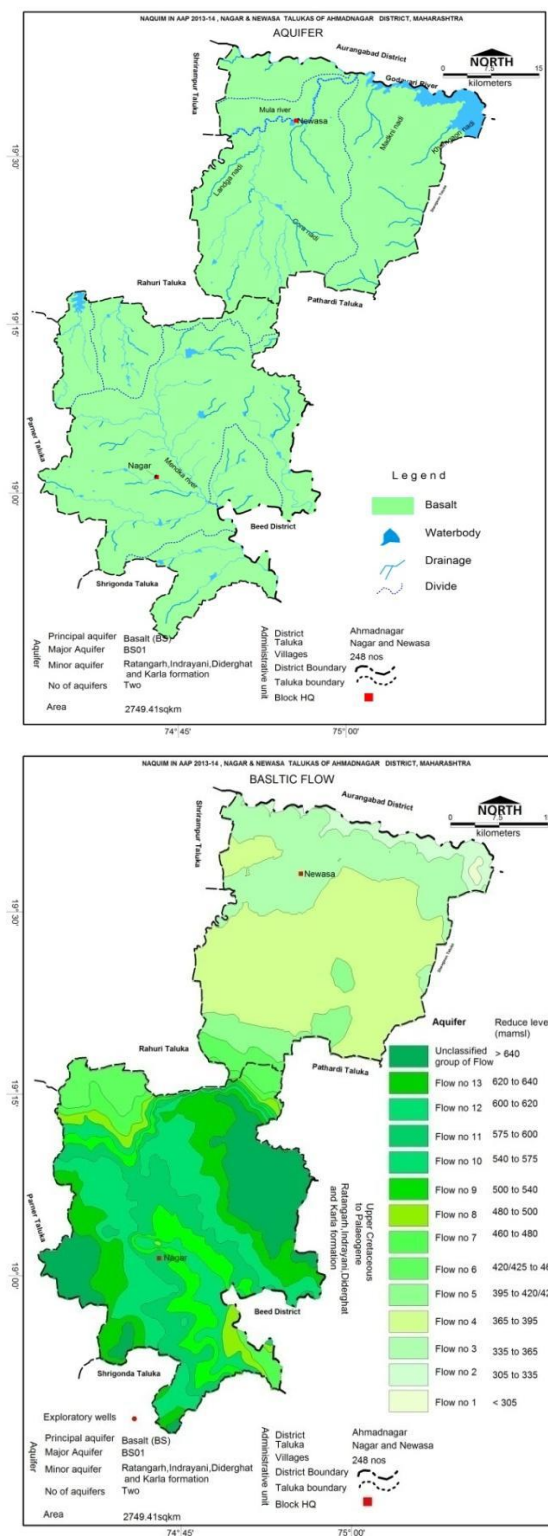 NAQUIM IN AAP 2013-14 , NAGAR & NEWASA TALUKAS OF AHMADNAGAR DISTRICT, MAHARASHTRA
AQUIFER
Aurangabad District
NORTH
0 7.5 15
kilometers
Shrirampur Taluka
Godavari River
Mula river
Newasa
Madkni nadi
Landga nadi
19°30'
Rahuri Taluka
Pathardi Taluka
19°15'
Parner Taluka
Nagar
Mendka river
19°00'
Beed District
Shrigonda Taluka
Legend
Basalt
Waterbody
Drainage
Divide
Aquifer
Principal aquifer Basalt (BS)
Major Aquifer BS01
Minor aquifer Ratangarh,Indrayani,Diderghat
and Karla formation
No of aquifers Two
Area 2749.41sqkm
Administrative unit
District Ahmadnagar
Taluka Nagar and Newasa
Villages 248 nos
District Boundary
Taluka boundary
Block HQ
74°45' 75°00'
NAQUIM IN AAP 2013-14 , NAGAR & NEWASA TALUKAS OF AHMADNAGAR DISTRICT, MAHARASHTRA
BASLTIC FLOW
Aurangabad District
NORTH
0 7.5
kilometers
Shrirampur Taluka
Newasa
19°30'
Rahuri Taluka
Pathardi Taluka
19°15'
Parner Taluka
Nagar
19°00'
Beed District
Shrigonda Taluka
Upper Cretaceous
to Palaeogene
Ratangarh,Indrayani,Diderghat
and Karla formation
Aquifer Reduce leve
(mamsl)
Unclassified group of Flow > 640
Flow no 13 620 to 640
Flow no 12 600 to 620
Flow no 11 575 to 600
Flow no 10 540 to 575
Flow no 9 500 to 540
Flow no 8 480 to 500
Flow no 7 460 to 480
Flow no 6 420/425 to 46
Flow no 5 395 to 420/42
Flow no 4 365 to 395
Flow no 3 335 to 365
Flow no 2 305 to 335
Flow no 1 < 305
Exploratory wells
Aquifer
Principal aquifer Basalt (BS)
Major Aquifer BS01
Minor aquifer Ratangarh,Indrayani,Diderghat
and Karla formation
No of aquifers Two
Area 2749.41sqkm
Administrative unit
District Ahmadnagar
Taluka Nagar and Newasa
Villages 248 nos
District Boundary
Taluka boundary
Block HQ
74°45' 75°00'